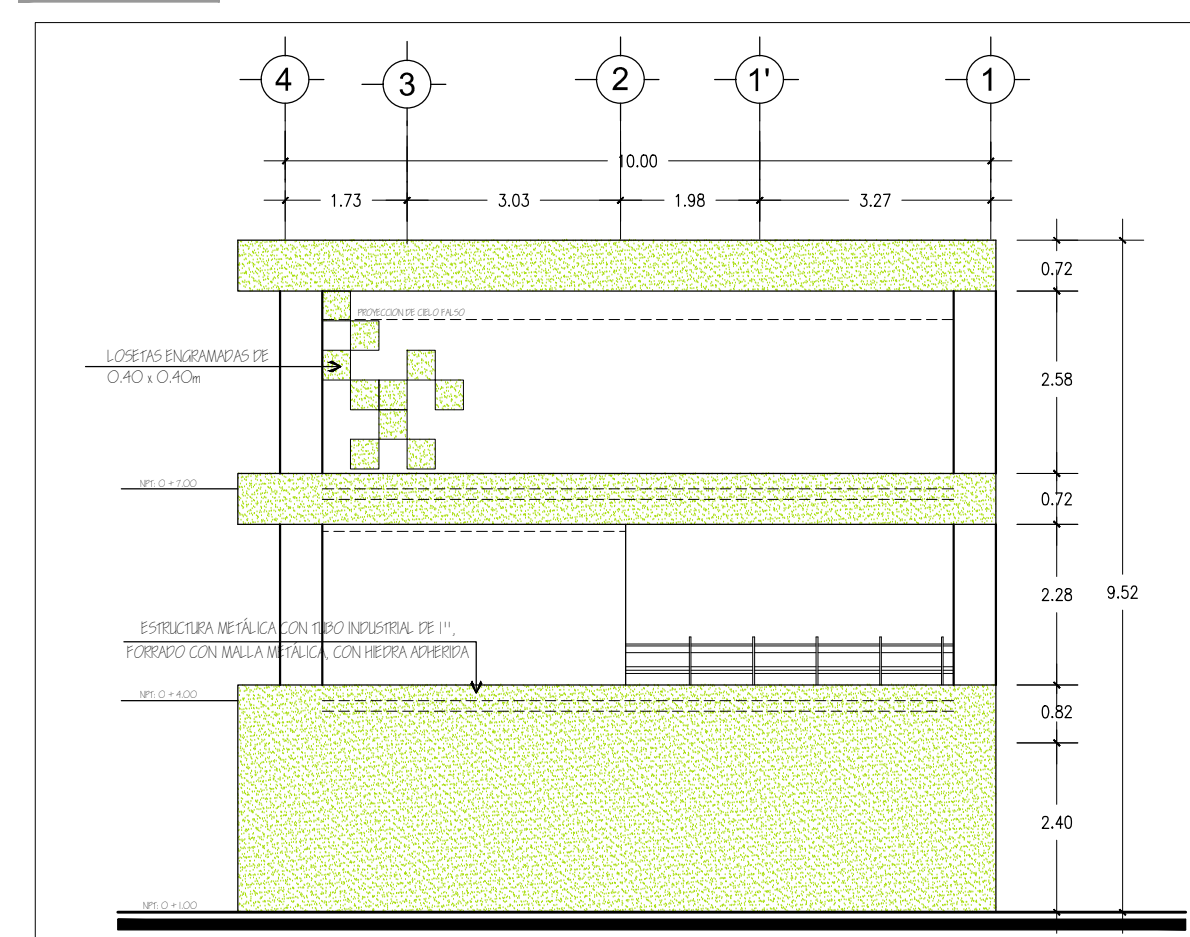 4 3 2 1' 1
10.00
1.73 3.03 1.98 3.27
0.72
PROYECCION DE CIELO FALSO
LOSETAS ENGRAMADAS DE
0.40 x 0.40m
2.58
NPT: 0 + 7.00
0.72
2.28
9.52
ESTRUCTURA METÁLICA CON TUBO INDUSTRIAL DE 1",
FORRADO CON MALLA METÁLICA, CON HIEDRA ADHERIDA
NPT: 0 + 4.00
0.82
2.40
NPT: 0 + 1.00